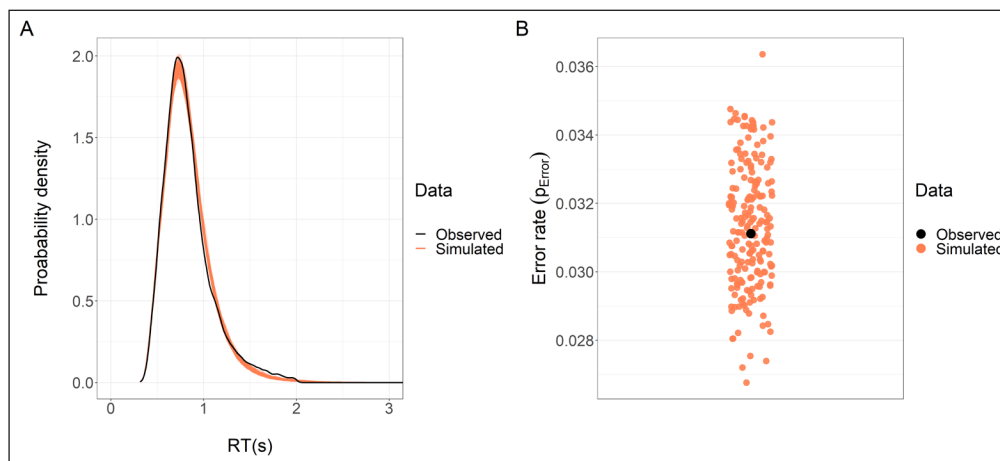 A
Proability density
2.0
1.5
1.0
0.5
0.0
0
1
2
3
RT(s)
Data
Observed
Simulated
B
Error rate (pError)
0.036
0.034
0.032
0.030
0.028
Data
Observed
Simulated